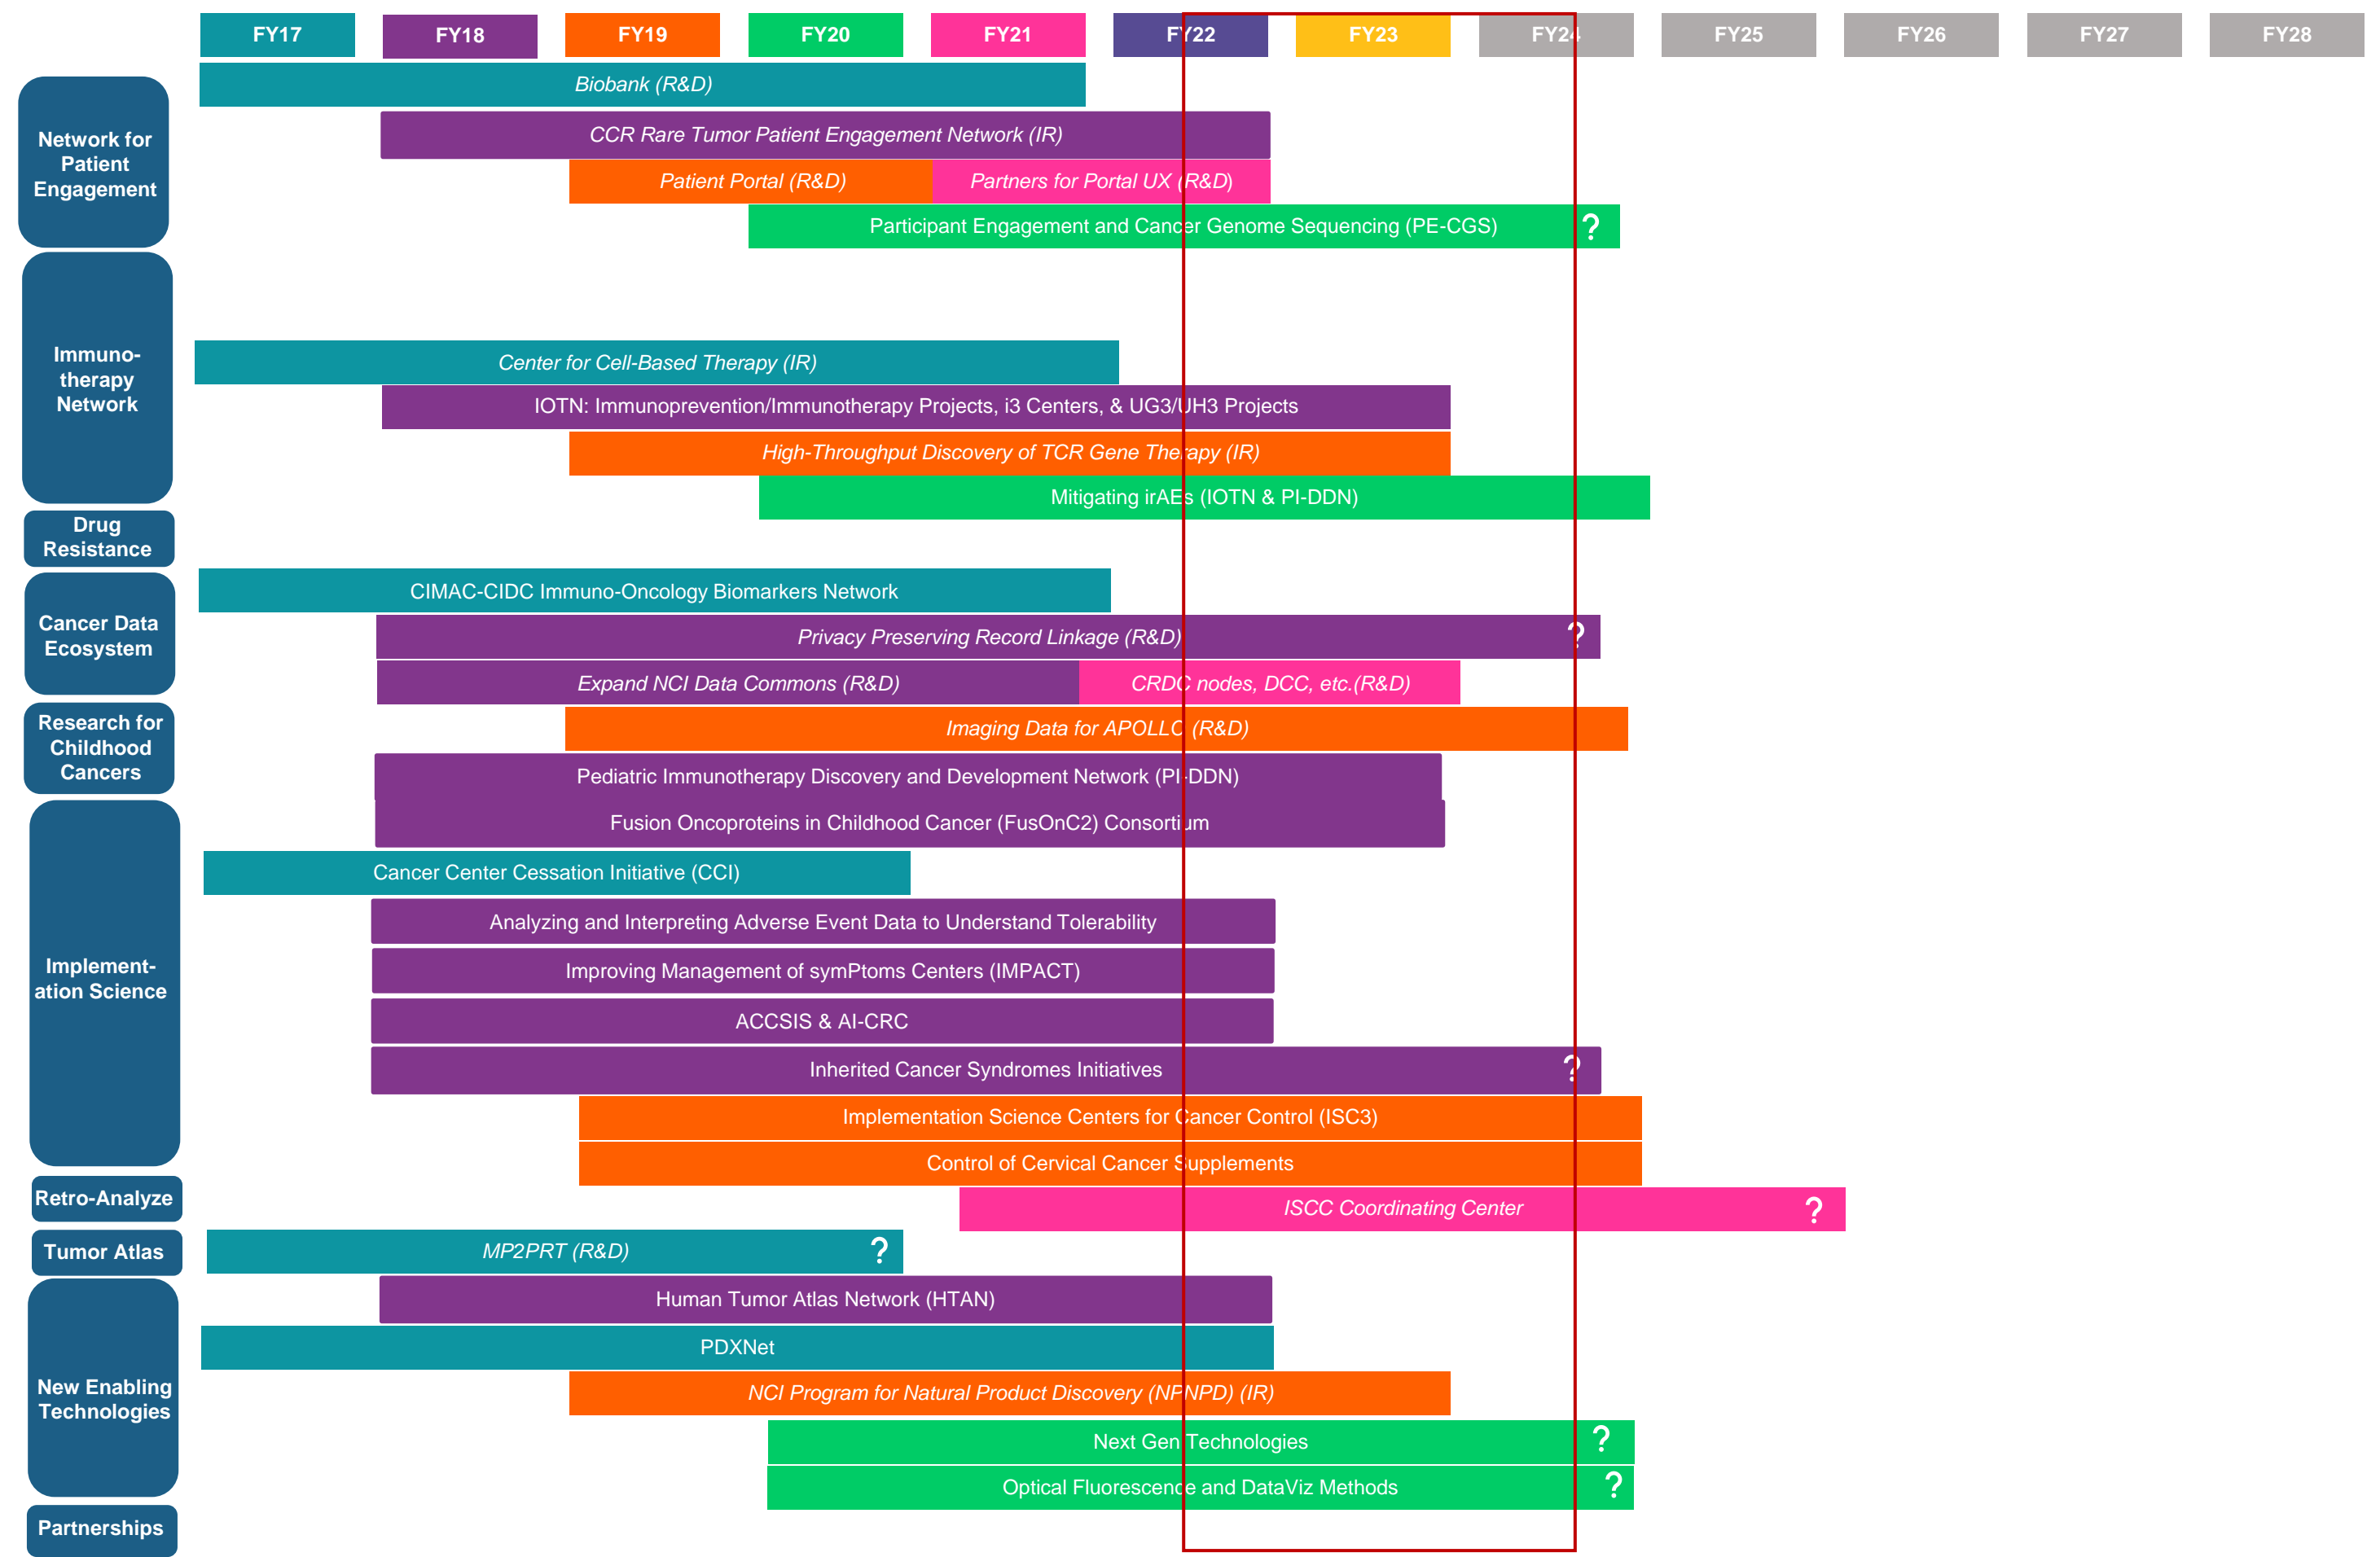 FY17 FY18 FY19 FY20 FY21 FY22 FY23 FY24 FY25 FY26 FY27 FY28
Network for
Patient
Engagement
Biobank (R&D)
CCR Rare Tumor Patient Engagement Network (IR)
Patient Portal (R&D) Partners for Portal UX (R&D)
Participant Engagement and Cancer Genome Sequencing (PE-CGS) ?
Immuno-
therapy
Network
Center for Cell-Based Therapy (IR)
IOTN: Immunoprevention/Immunotherapy Projects, i3 Centers, & UG3/UH3 Projects
High-Throughput Discovery of TCR Gene Therapy (IR)
Mitigating irAEs (IOTN & PI-DDN)
Drug
Resistance
Cancer Data
Ecosystem
CIMAC-CIDC Immuno-Oncology Biomarkers Network
Privacy Preserving Record Linkage (R&D) ?
Expand NCI Data Commons (R&D) CRDC nodes, DCC, etc.(R&D)
Research for
Childhood
Cancers
Imaging Data for APOLLO (R&D)
Pediatric Immunotherapy Discovery and Development Network (PI-DDN)
Fusion Oncoproteins in Childhood Cancer (FusOnC2) Consortium
Implement-
ation Science
Cancer Center Cessation Initiative (CCI)
Analyzing and Interpreting Adverse Event Data to Understand Tolerability
Improving Management of symPtoms Centers (IMPACT)
ACCSIS & AI-CRC
Inherited Cancer Syndromes Initiatives ?
Implementation Science Centers for Cancer Control (ISC3)
Control of Cervical Cancer Supplements
Retro-Analyze
ISCC Coordinating Center ?
Tumor Atlas
MP2PRT (R&D) ?
New Enabling
Technologies
Human Tumor Atlas Network (HTAN)
PDXNet
NCI Program for Natural Product Discovery (NPNPD) (IR)
Next Gen Technologies ?
Optical Fluorescence and DataViz Methods ?
Partnerships